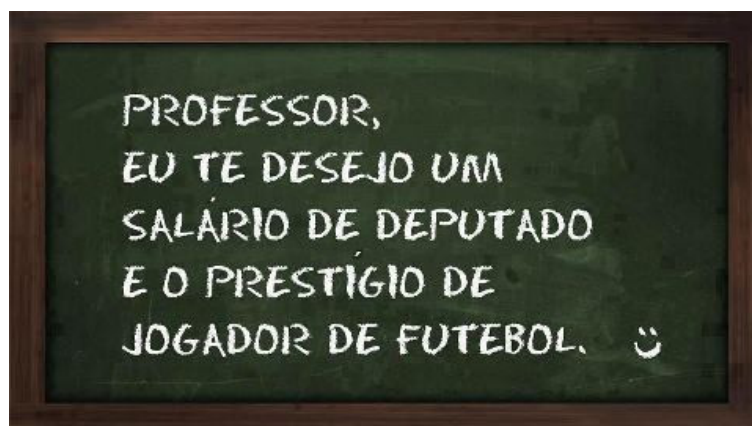 PROFESSOR,
EU TE DESEJO UM
SALÁRIO DE DEPUTADO
E O PRESTÍGIO DE
JOGADOR DE FUTEBOL. :)